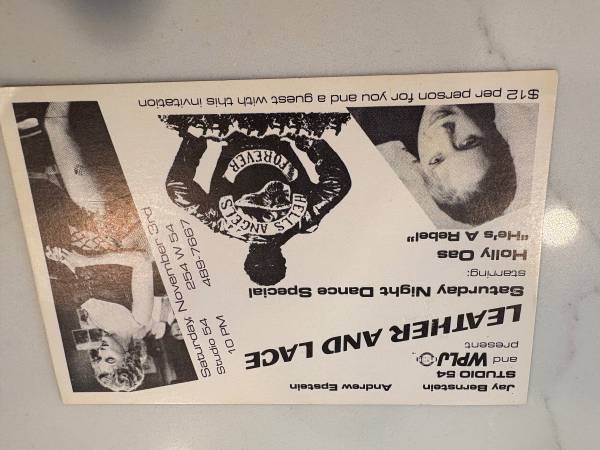 Jay Bernstein Andrew Epstein
STUDIO 54
and WPLJ
present
LEATHER AND LACE
Saturday Night Dance Special
starring:
Holly Oas
"He's A Rebel"
HELLS ANGELS
FOREVER
Saturday, November 3rd
Studio 54 254 W 54
10 PM 489-7667
$12 per person for you and a guest with this invitation